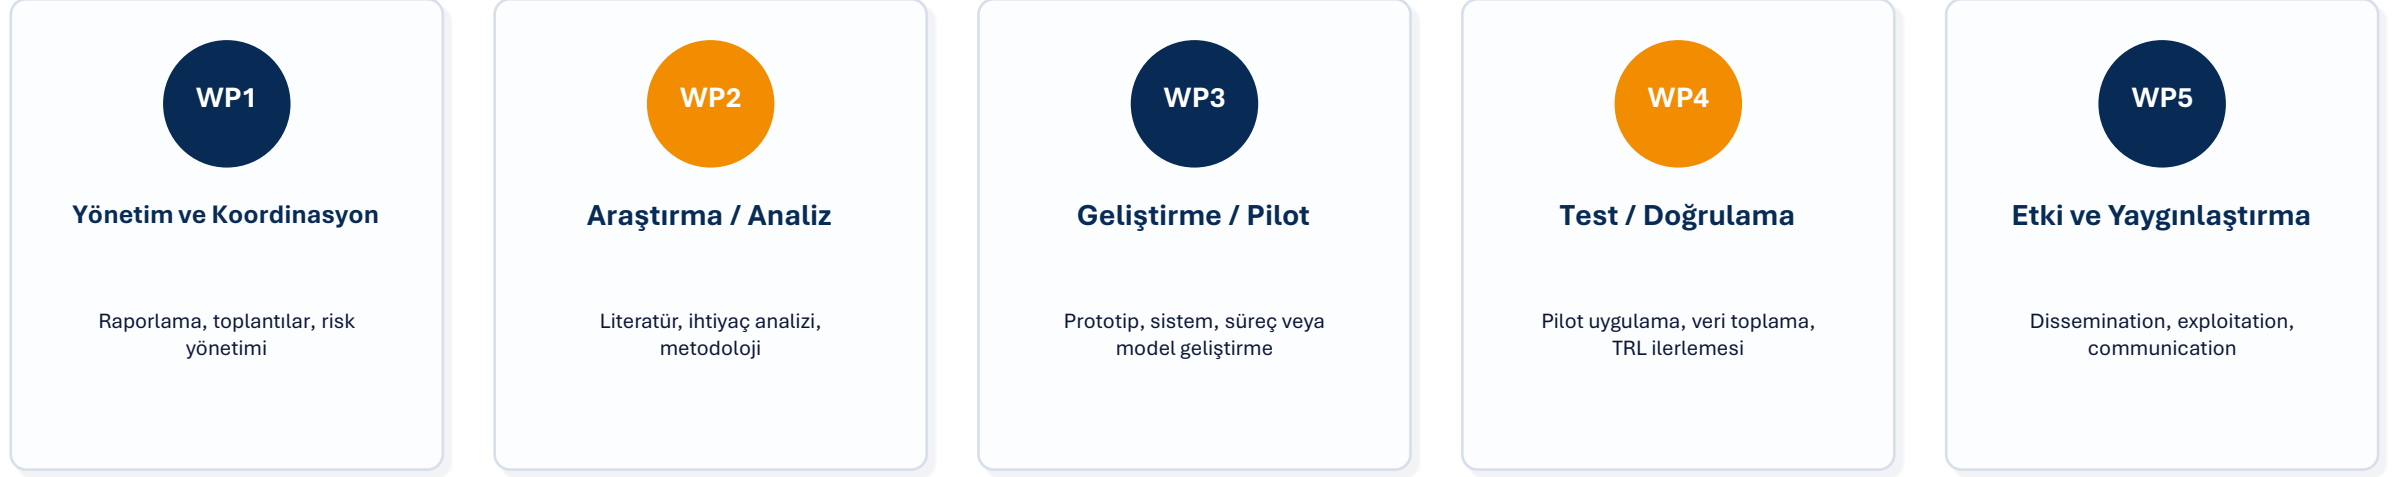 WP1
Yönetim ve Koordinasyon
Raporlama, toplantılar, risk
yönetimi
WP2
Araştırma / Analiz
Literatür, ihtiyaç analizi,
metodoloji
WP3
Geliştirme / Pilot
Prototip, sistem, süreç veya
model geliştirme
WP4
Test / Doğrulama
Pilot uygulama, veri toplama,
TRL ilerlemesi
WP5
Etki ve Yaygınlaştırma
Dissemination, exploitation,
communication